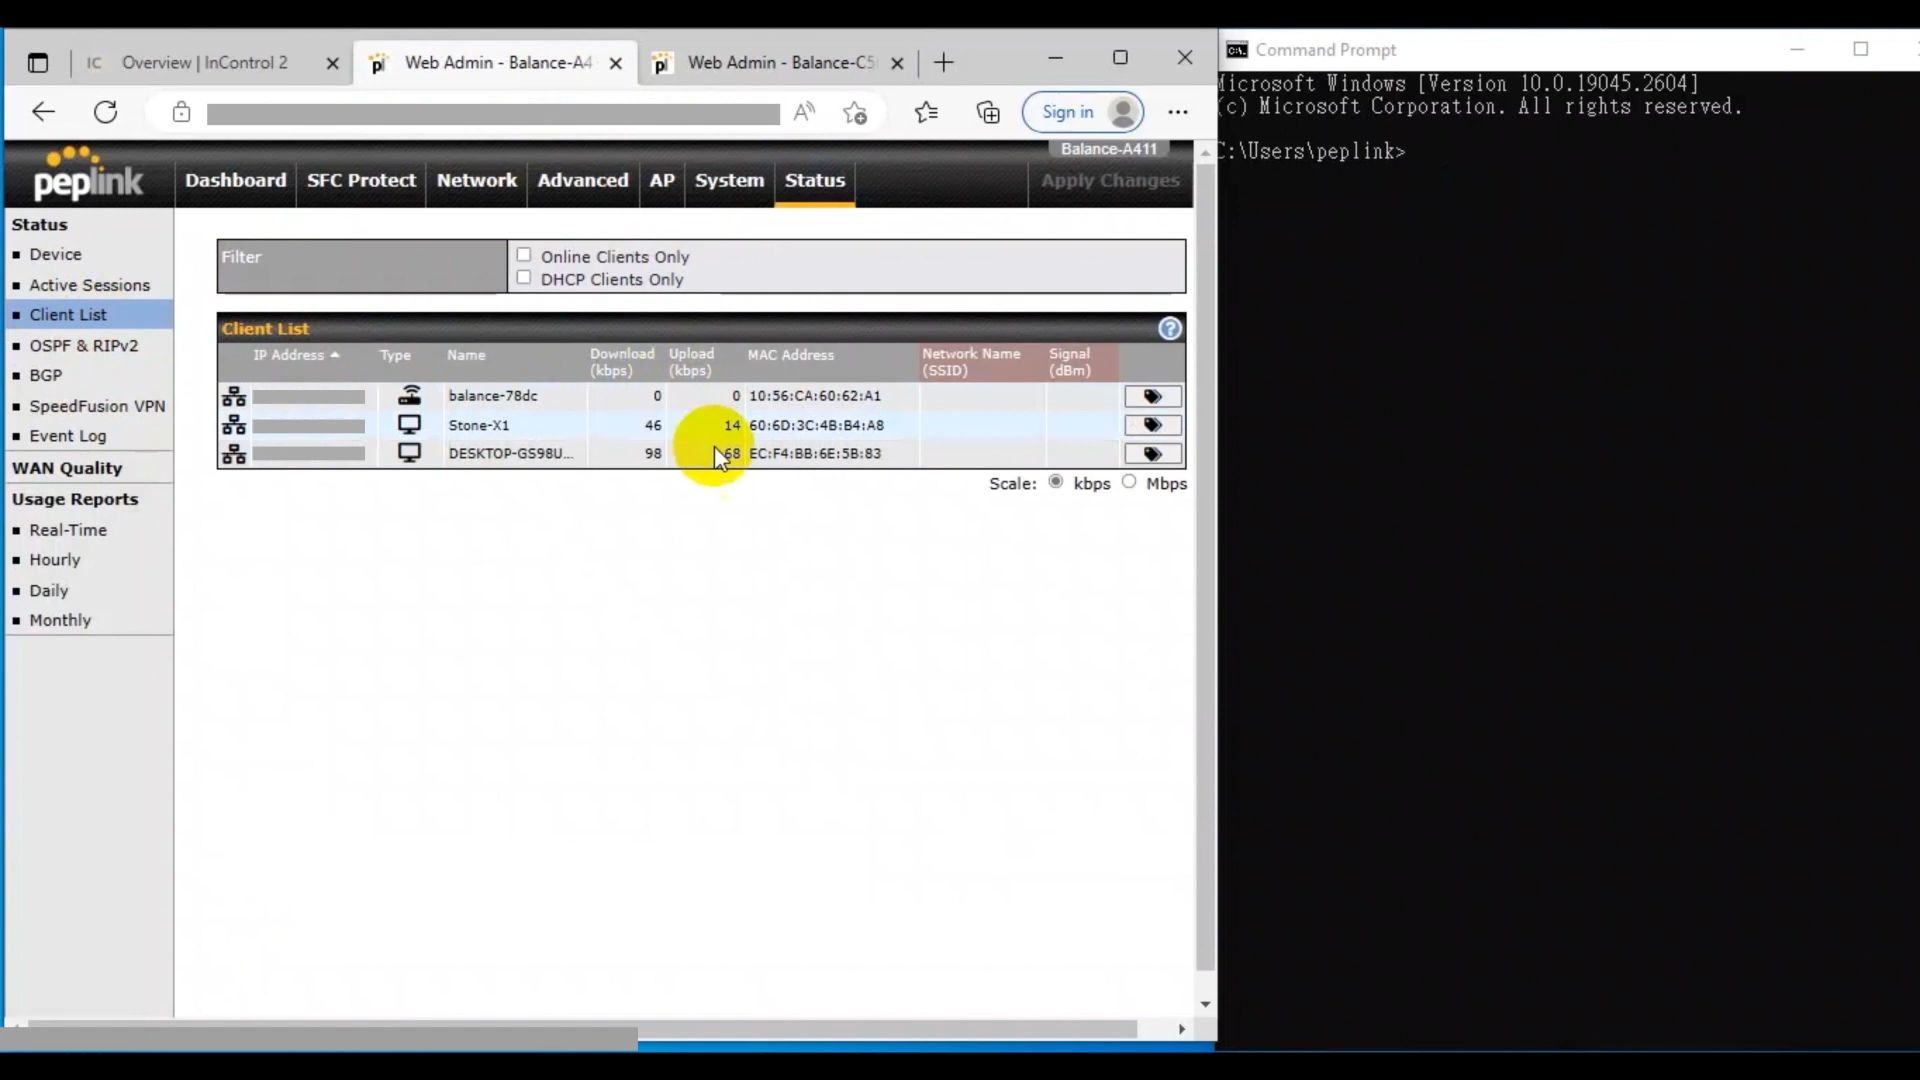 Overview | InControl 2
Web Admin - Balance-A4
Web Admin - Balance-C5
Sign in
Balance-A411
peplink
Dashboard
SFC Protect
Network
Advanced
AP
System
Status
Apply Changes
Status
Device
Active Sessions
Client List
OSPF & RIPv2
BGP
SpeedFusion VPN
Event Log
WAN Quality
Usage Reports
Real-Time
Hourly
Daily
Monthly
Filter
Online Clients Only
DHCP Clients Only
Client List
IP Address Type Name Download (kbps) Upload (kbps) MAC Address Network Name (SSID) Signal (dBm)
balance-78dc 0 0 10:56:CA:60:62:A1
Stone-X1 46 14 60:6D:3C:4B:B4:A8
DESKTOP-GS98U... 98 68 EC:F4:BB:6E:5B:83
Scale: kbps Mbps
Command Prompt
Microsoft Windows [Version 10.0.19045.2604]
(c) Microsoft Corporation. All rights reserved.
C:\Users\peplink>